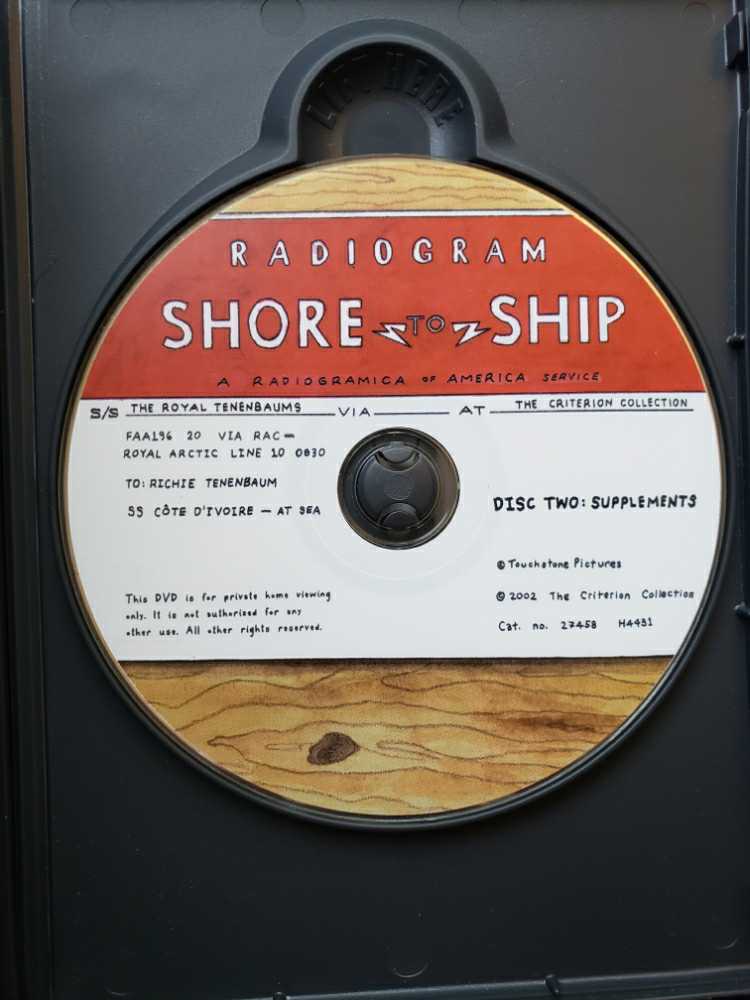 LIFT HERE
RADIOGRAM
SHORE TO SHIP
A RADIOGRAMICA OF AMERICA SERVICE
S/S THE ROYAL TENENBAUMS VIA AT THE CRITERION COLLECTION
FAA196 20 VIA RAC—
ROYAL ARCTIC LINE 10 0830
TO: RICHIE TENENBAUM
SS CÔTE D'IVOIRE — AT SEA
DISC TWO: SUPPLEMENTS
© Touchstone Pictures
© 2002 The Criterion Collection
Cat. no. 27458 H4431
This DVD is for private home viewing
only. It is not authorized for any
other use. All other rights reserved.